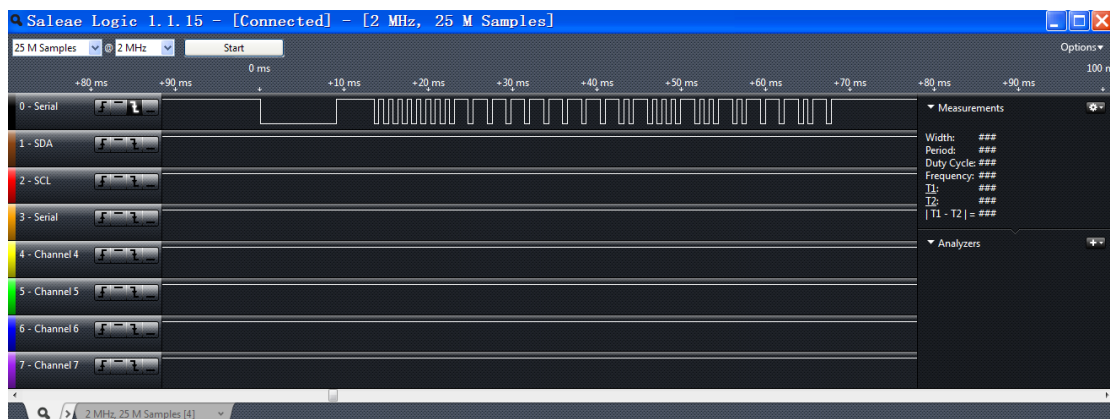 Saleae Logic 1.1.15 - [Connected] - [2 MHz, 25 M Samples]
25 M Samples @ 2 MHz Start Options
0 ms 100
+80 ms +90 ms +10 ms +20 ms +30 ms +40 ms +50 ms +60 ms +70 ms +80 ms +90 ms
0 - Serial
Measurements
1 - SDA
Width: ###
Period: ###
Duty Cycle: ###
2 - SCL
Frequency: ###
T1: ###
T2: ###
3 - Serial
| T1 - T2 | = ###
4 - Channel 4
Analyzers
5 - Channel 5
6 - Channel 6
7 - Channel 7
2 MHz, 25 M Samples [4]